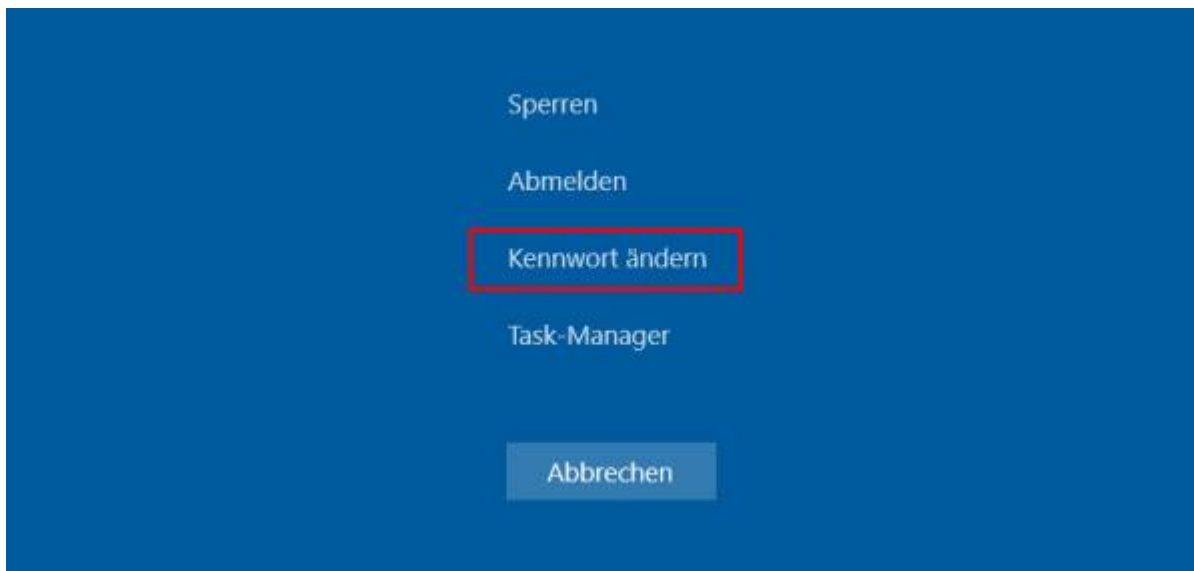 Sperren
Abmelden
Kennwort ändern
Task-Manager
Abbrechen